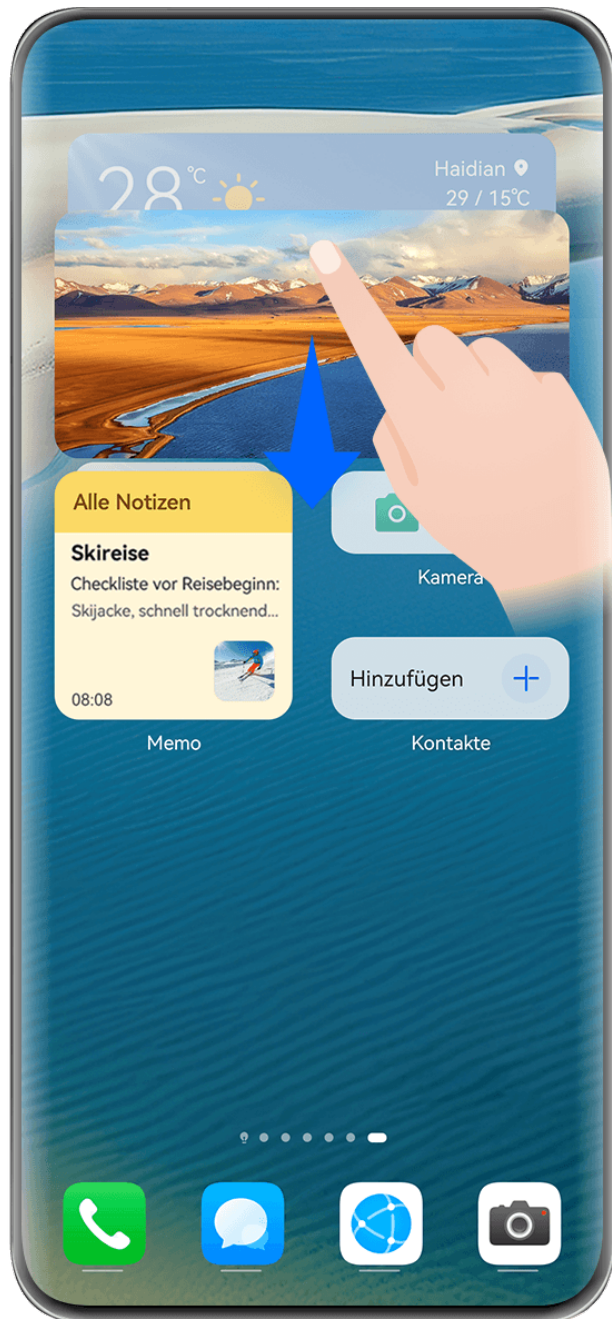 28℃
Haidian
29 / 15℃
Alle Notizen
Skireise
Checkliste vor Reisebeginn:
Skijacke, schnell trocknend...
08:08
Memo
Kamera
Hinzufügen
Kontakte